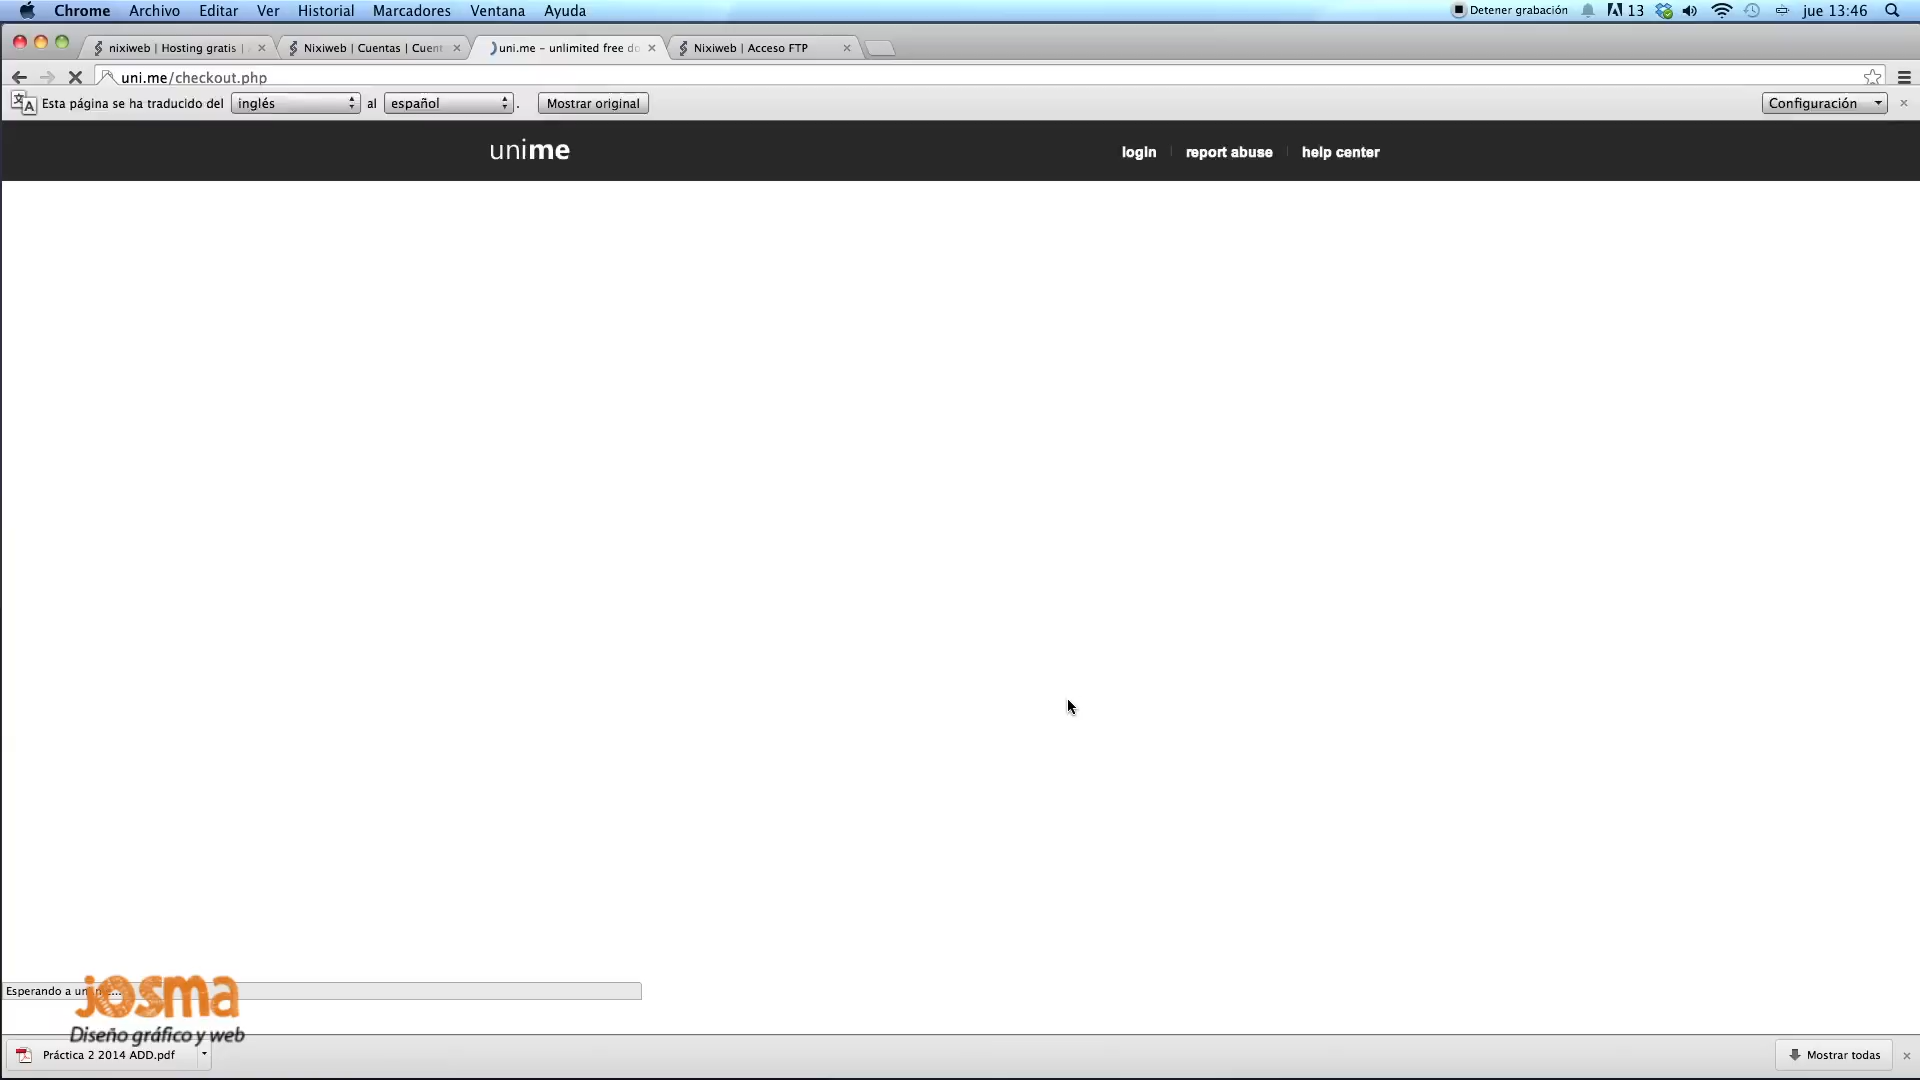 Chrome Archivo Editar Ver Historial Marcadores Ventana Ayuda Detener grabación 13 jue 13:46
nixiweb | Hosting gratis | Nixiweb | Cuentas | Cuent uni.me – unlimited free do Nixiweb | Acceso FTP
uni.me/checkout.php
Esta página se ha traducido del inglés al español . Mostrar original Configuración
unime login report abuse help center
Esperando a un
josma
Diseño gráfico y web
Práctica 2 2014 ADD.pdf Mostrar todas